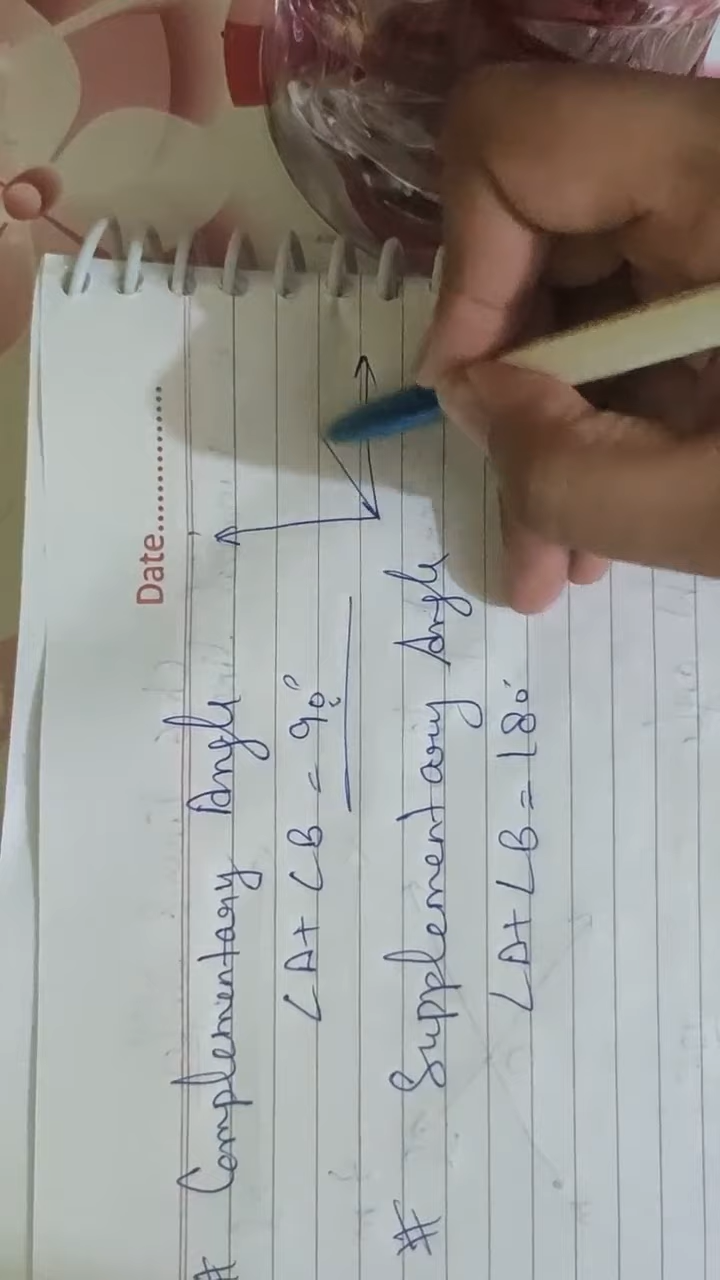 Date................
# Complementary Angle
∠A + ∠B = 90°
# Supplementary Angle
∠A + ∠B = 180°